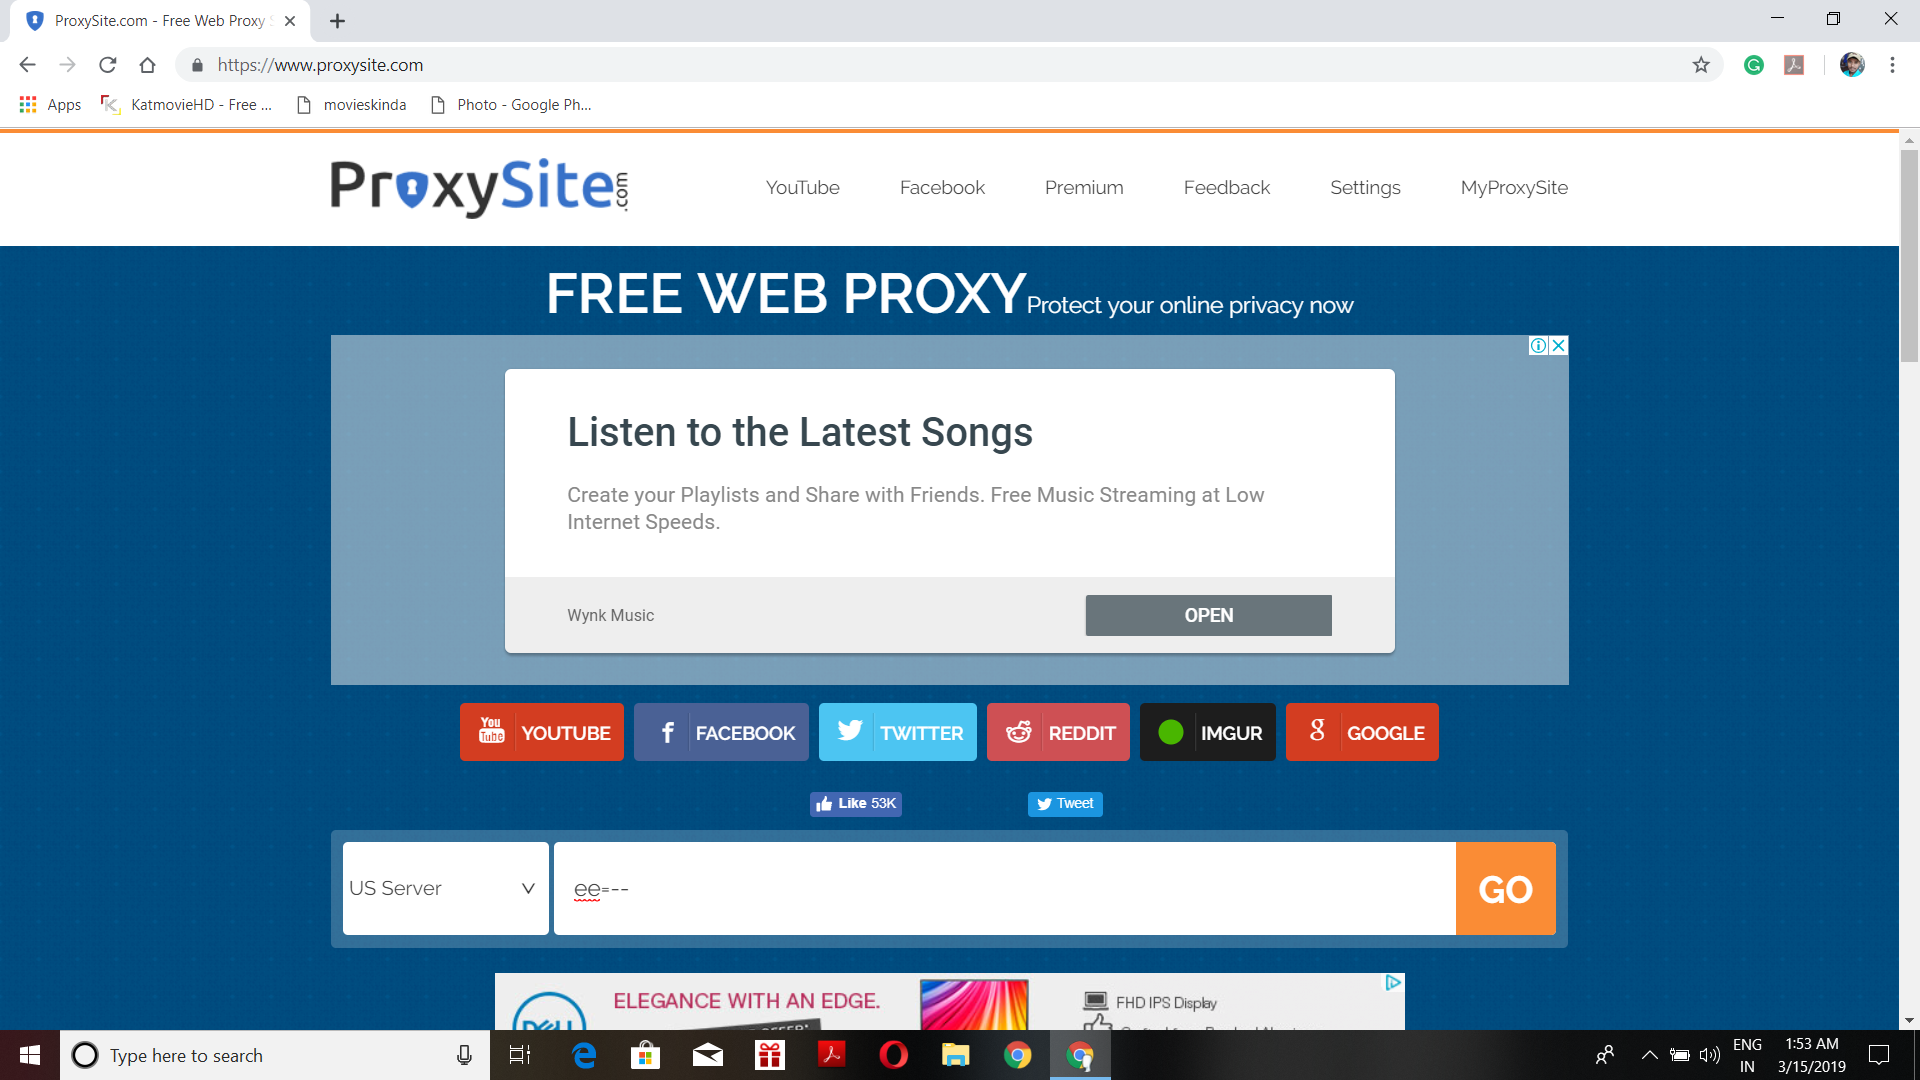 ProxySite.com - Free Web Proxy S
https://www.proxysite.com
Apps KatmovieHD - Free ... movieskinda Photo - Google Ph...
ProxySite.com
YouTube Facebook Premium Feedback Settings MyProxySite
FREE WEB PROXY Protect your online privacy now
Listen to the Latest Songs
Create your Playlists and Share with Friends. Free Music Streaming at Low
Internet Speeds.
Wynk Music OPEN
You Tube YOUTUBE f FACEBOOK TWITTER REDDIT IMGUR g GOOGLE
Like 53K Tweet
US Server ee=-- GO
ELEGANCE WITH AN EDGE. FHD IPS Display
DELL
Type here to search
ENG
IN
1:53 AM
3/15/2019